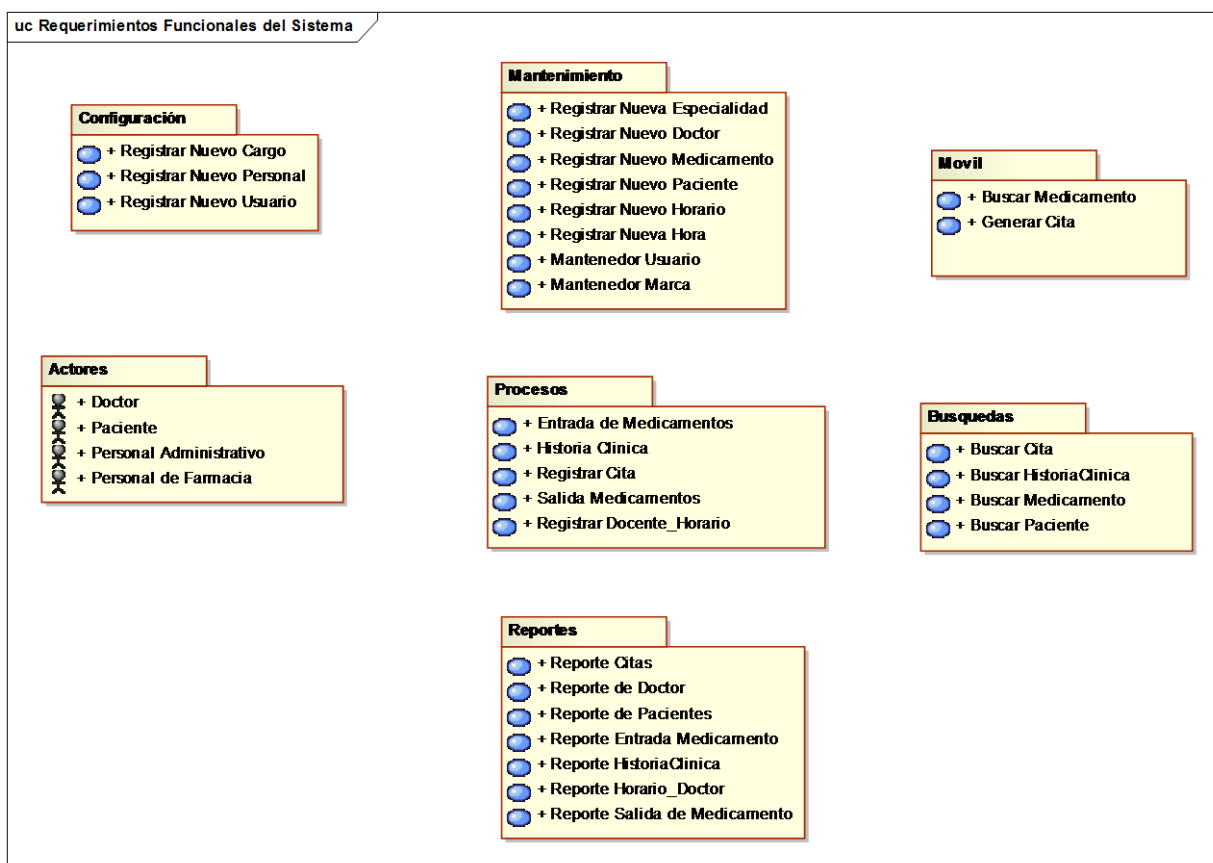 uc Requerimientos Funcionales del Sistema
Configuración
+ Registrar Nuevo Cargo
+ Registrar Nuevo Personal
+ Registrar Nuevo Usuario
Mantenimiento
+ Registrar Nueva Especialidad
+ Registrar Nuevo Doctor
+ Registrar Nuevo Medicamento
+ Registrar Nuevo Paciente
+ Registrar Nuevo Horario
+ Registrar Nueva Hora
+ Mantenedor Usuario
+ Mantenedor Marca
Movil
+ Buscar Medicamento
+ Generar Cita
Actores
+ Doctor
+ Paciente
+ Personal Administrativo
+ Personal de Farmacia
Procesos
+ Entrada de Medicamentos
+ Historia Clinica
+ Registrar Cita
+ Salida Medicamentos
+ Registrar Docente_Horario
Busquedas
+ Buscar Cita
+ Buscar HistoriaClinica
+ Buscar Medicamento
+ Buscar Paciente
Reportes
+ Reporte Citas
+ Reporte de Doctor
+ Reporte de Pacientes
+ Reporte Entrada Medicamento
+ Reporte HistoriaClinica
+ Reporte Horario_Doctor
+ Reporte Salida de Medicamento